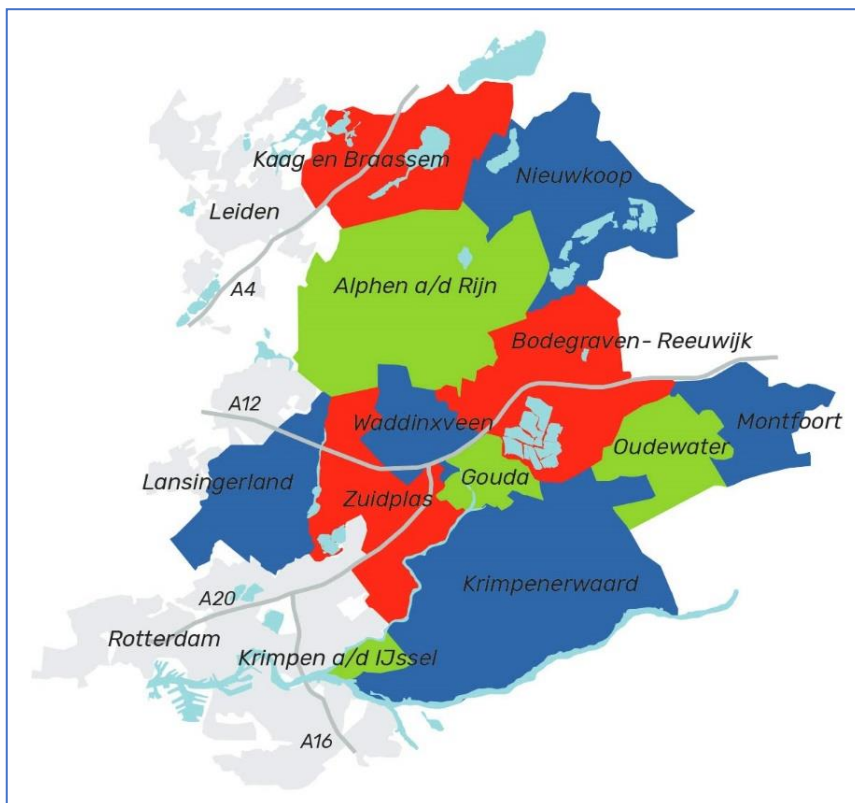 Kaag en Braassem
Nieuwkoop
Leiden
A4
Alphen a/d Rijn
Bodegraven- Reeuwijk
A12
Waddinxveen
Montfoort
Oudewater
Lansingerland
Gouda
Zuidplas
Krimpenerwaard
A20
Rotterdam
Krimpen a/d IJssel
A16